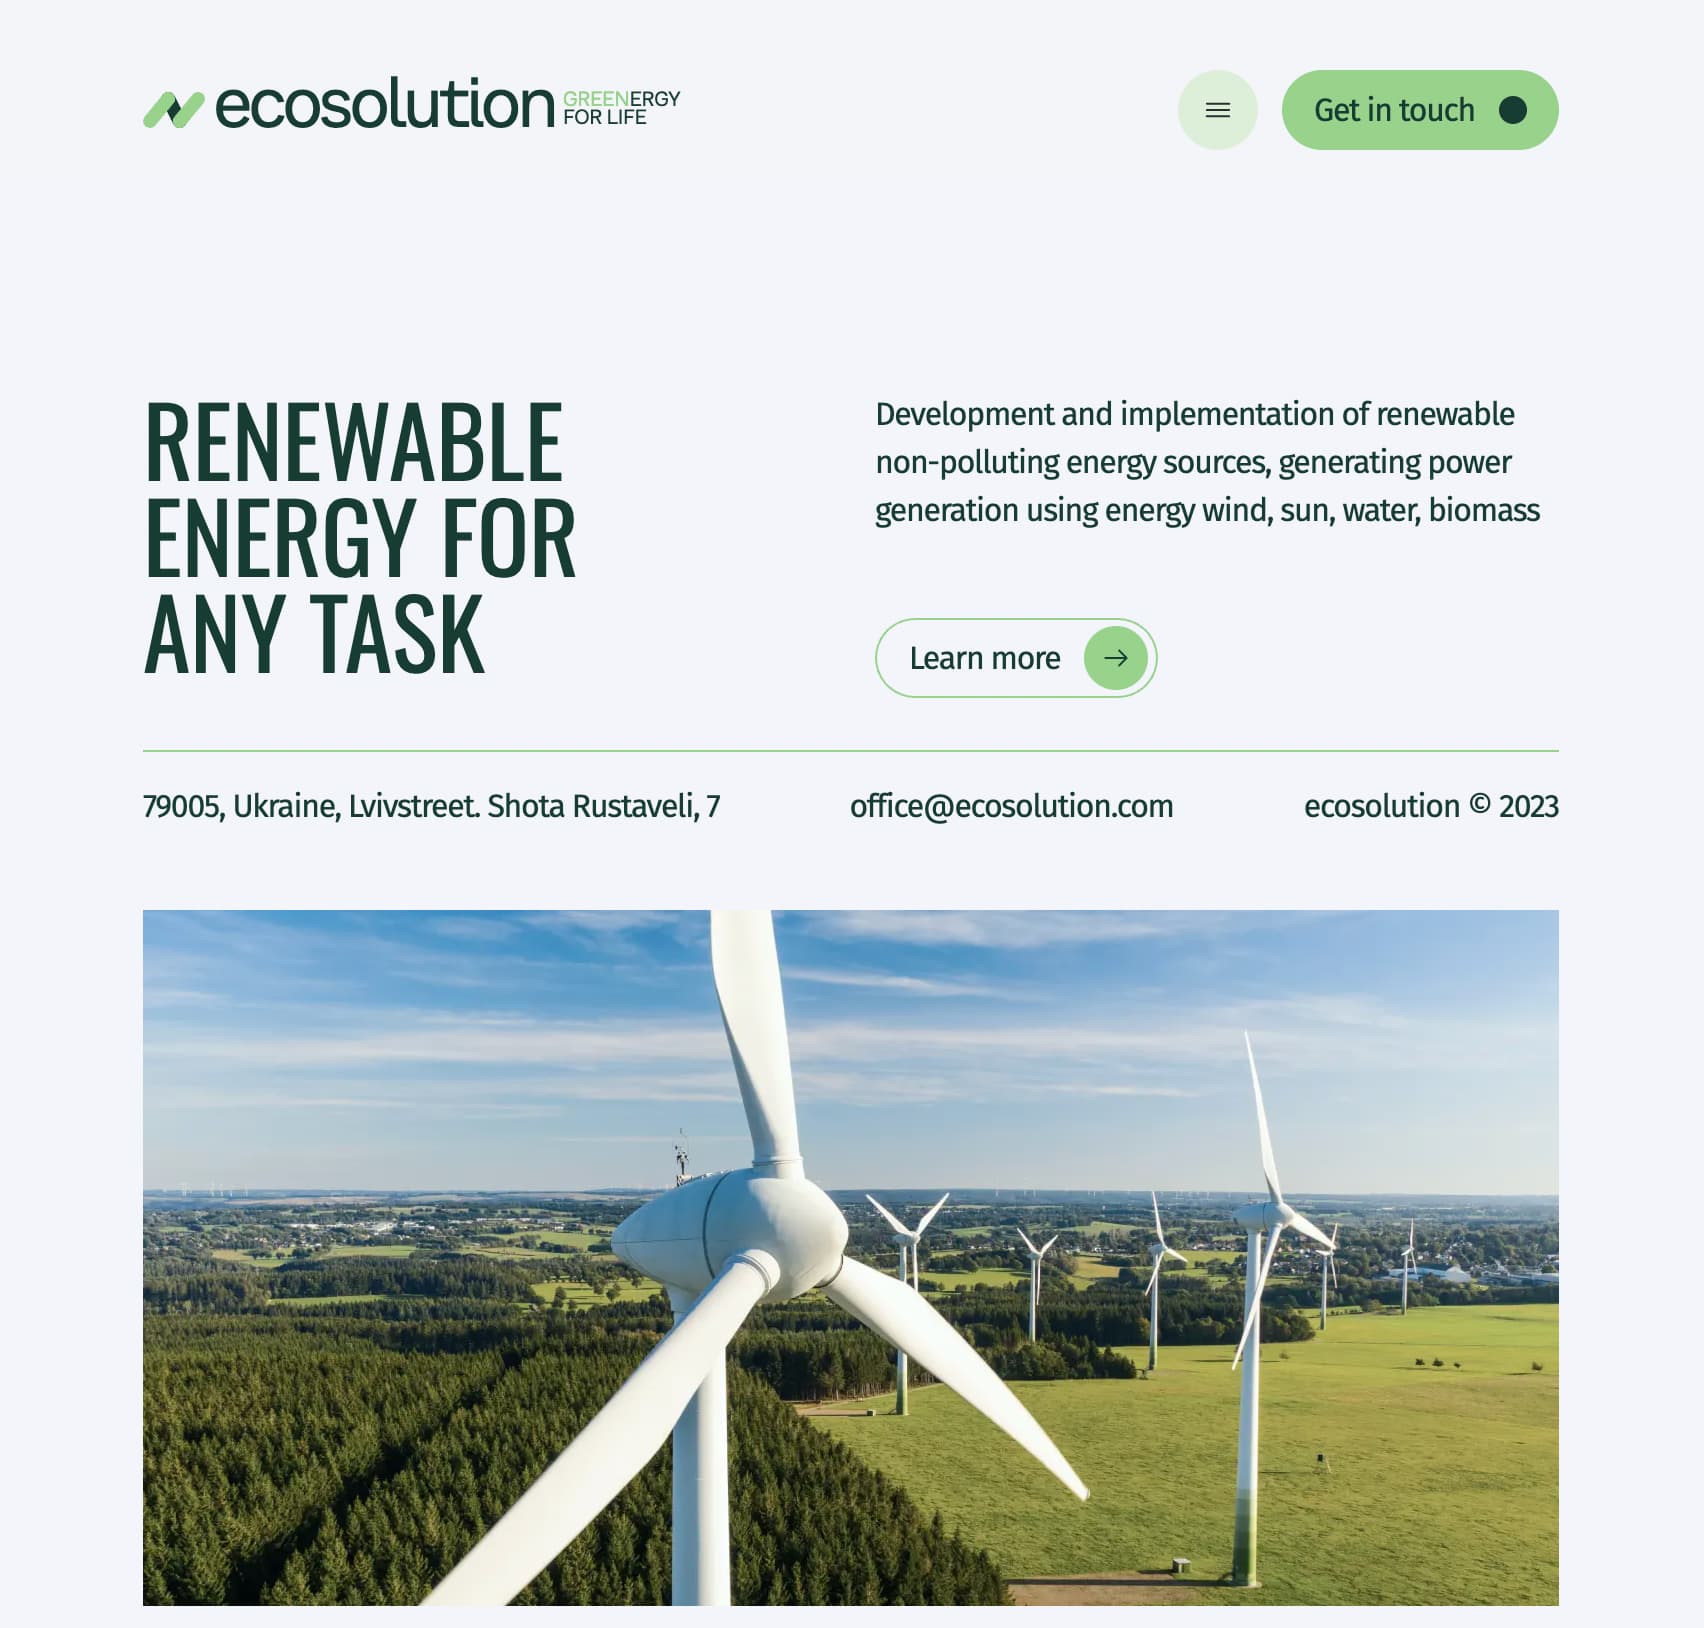 ecosolution
GREENERGY
FOR LIFE
Get in touch
RENEWABLE
ENERGY FOR
ANY TASK
Development and implementation of renewable
non-polluting energy sources, generating power
generation using energy wind, sun, water, biomass
Learn more
79005, Ukraine, Lvivstreet. Shota Rustaveli, 7
office@ecosolution.com
ecosolution © 2023